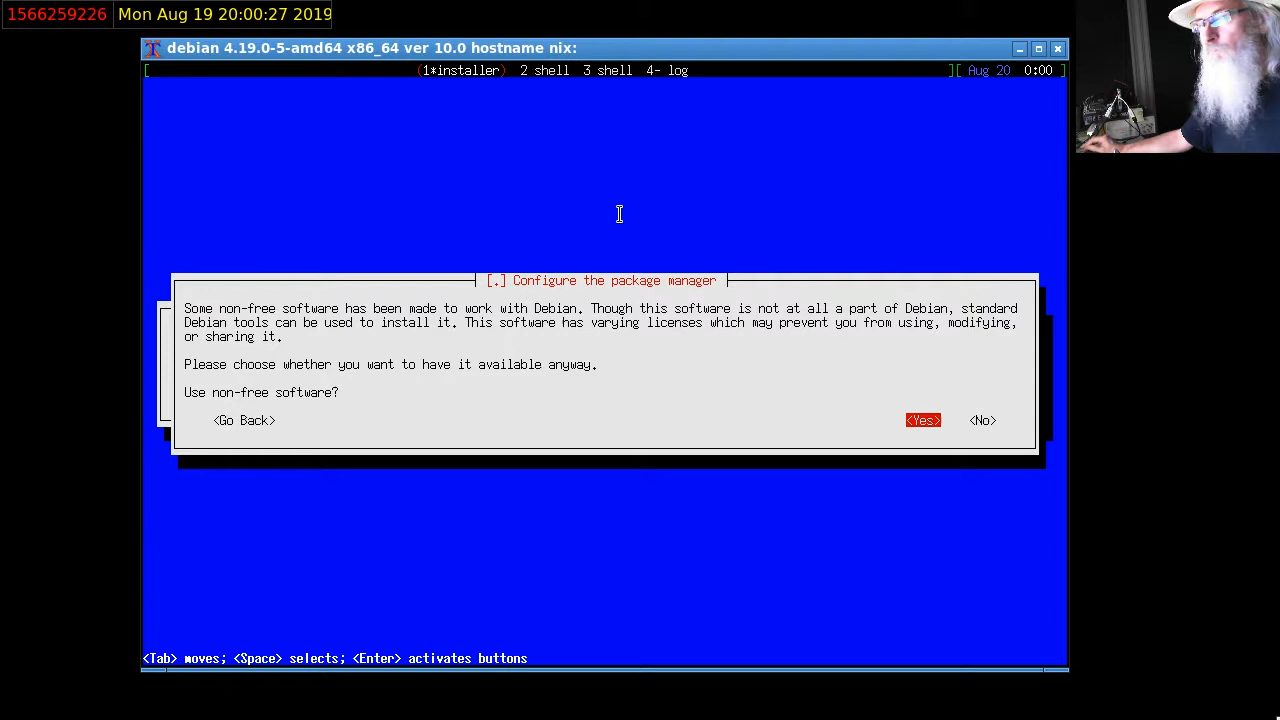 1566259226 Mon Aug 19 20:00:27 2019
debian 4.19.0-5-amd64 x86_64 ver 10.0 hostname nix:
[ (1*installer) 2 shell 3 shell 4- log ][ Aug 20 0:00 ]
[.] Configure the package manager
Some non-free software has been made to work with Debian. Though this software is not at all a part of Debian, standard
Debian tools can be used to install it. This software has varying licenses which may prevent you from using, modifying,
or sharing it.
Please choose whether you want to have it available anyway.
Use non-free software?
<Go Back> <Yes> <No>
<Tab> moves; <Space> selects; <Enter> activates buttons